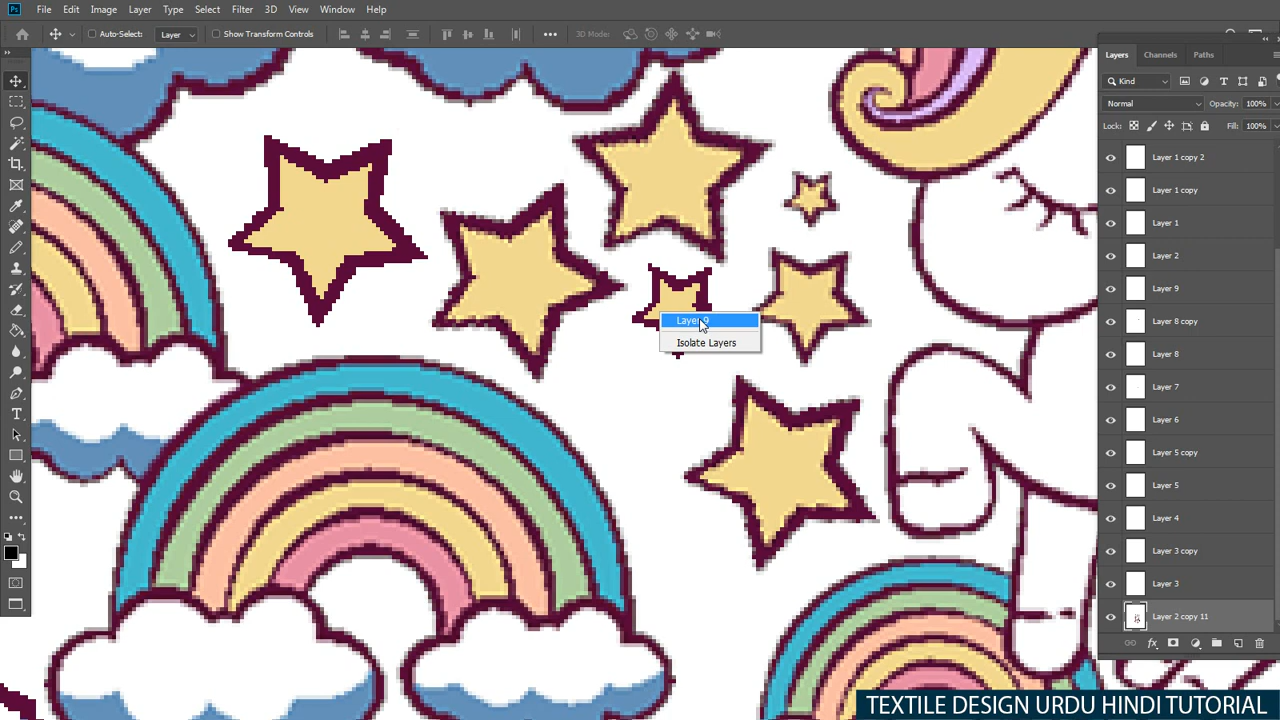 Ps File Edit Image Layer Type Select Filter 3D View Window Help
Auto-Select: Layer Show Transform Controls 3D Mode:
Layers Channels Paths
Kind
Normal Opacity: 100%
Lock: Fill: 100%
Layer 1 copy 2
Layer 1 copy
Layer 1
Layer 2
Layer 9
Layer 8
Layer 7
Layer 6
Layer 5 copy
Layer 5
Layer 4
Layer 3 copy
Layer 3
Layer 2 copy 11
fx
Layer 9
Isolate Layers
TEXTILE DESIGN URDU HINDI TUTORIAL